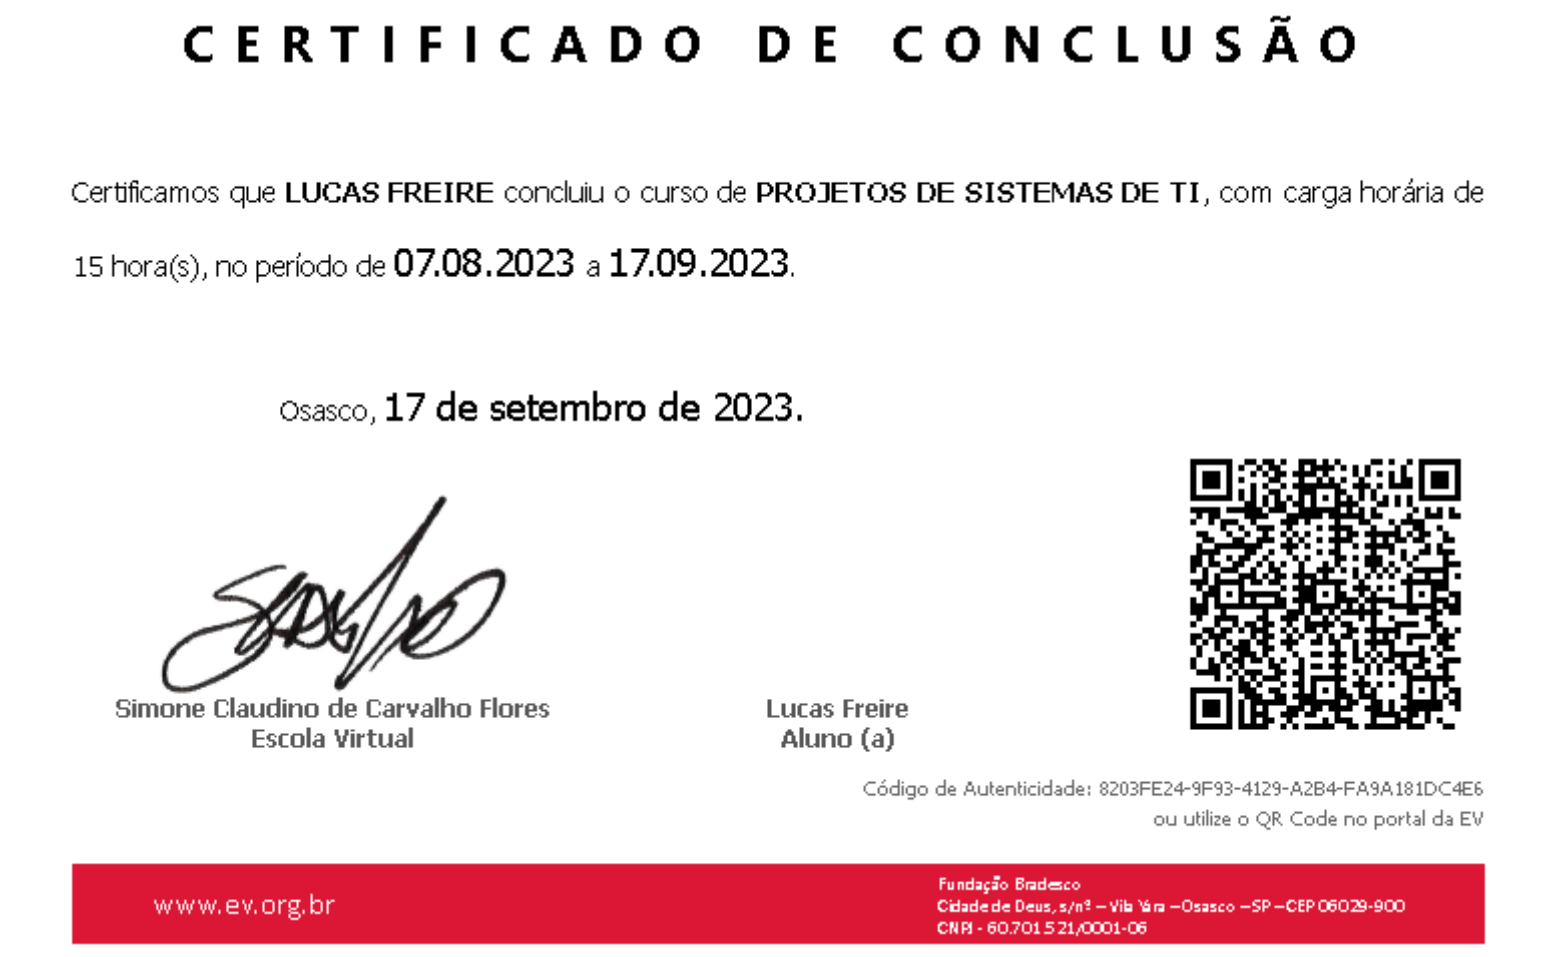 CERTIFICADO DE CONCLUSÃO
Certificamos que LUCAS FREIRE concluiu o curso de PROJETOS DE SISTEMAS DE TI, com carga horária de
15 hora(s), no período de 07.08.2023 a 17.09.2023.
Osasco, 17 de setembro de 2023.
Simone Claudino de Carvalho Flores
Escola Virtual
Lucas Freire
Aluno (a)
Código de Autenticidade: 8203FE24-9F93-4129-A2B4-FA9A181DC4E6
ou utilize o QR Code no portal da EV
www.ev.org.br
Fundação Bradesco
Cidade de Deus, s/nº – Vila Yara – Osasco – SP – CEP 06029-900
CNPJ - 60.701.521/0001-06